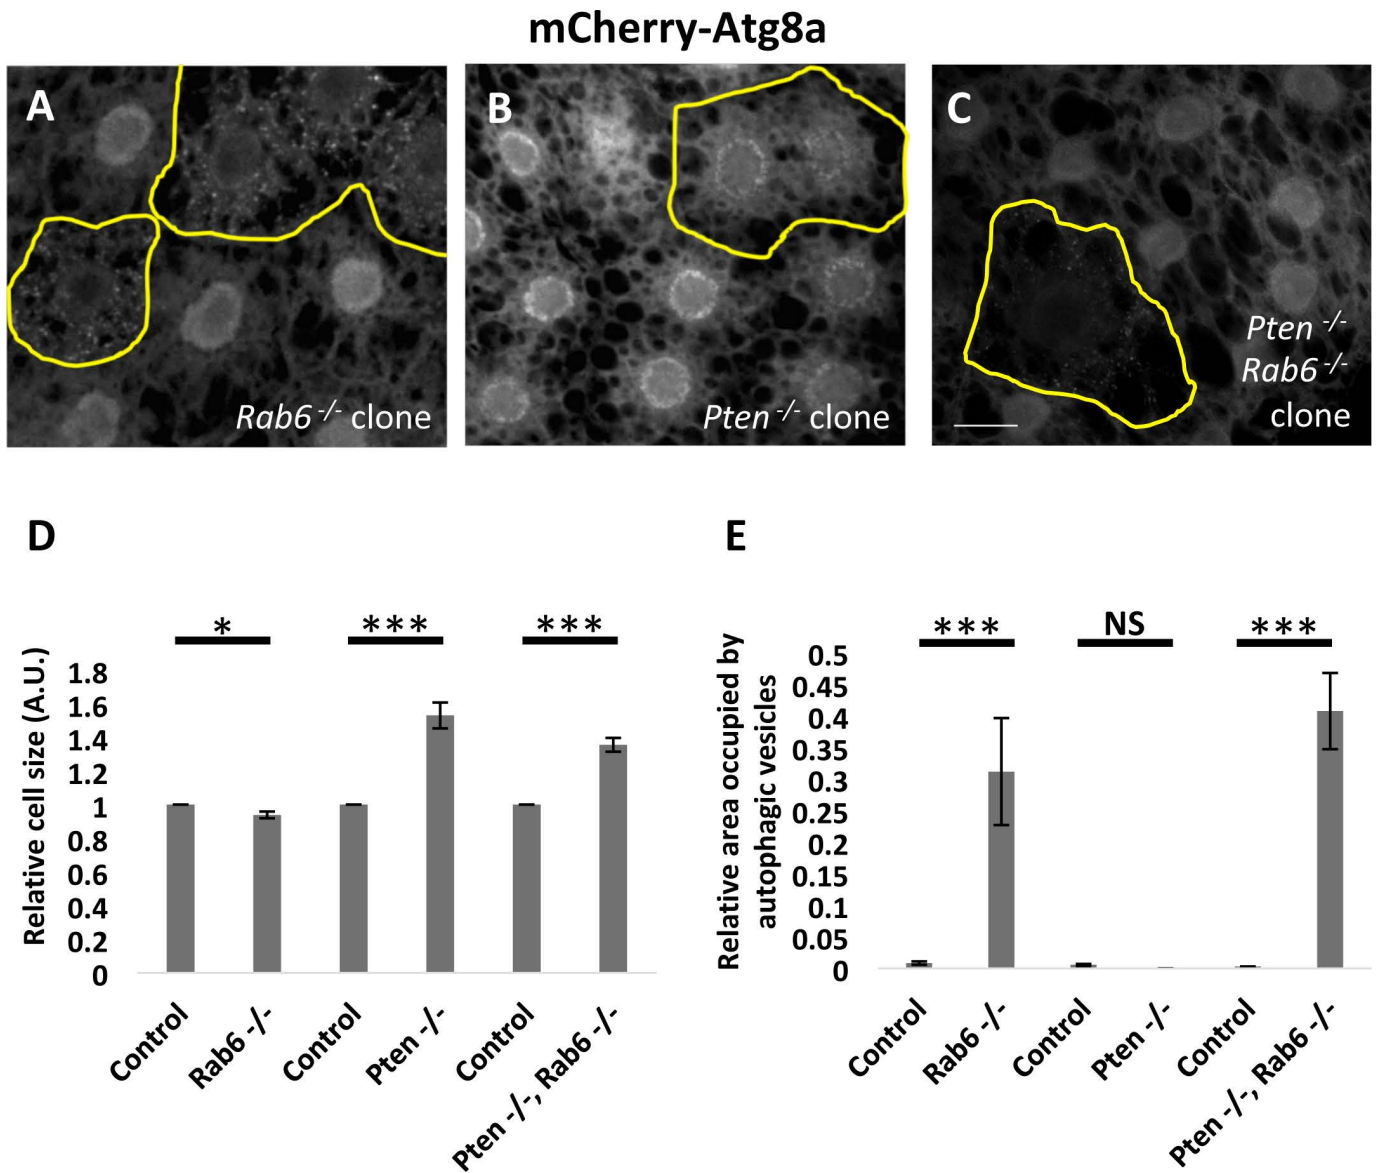 mCherry-Atg8a
A
Rab6 -/- clone
B
Pten -/- clone
C
Pten -/-
Rab6 -/-
clone
D
Relative cell size (A.U.)
* *** ***
1.8
1.6
1.4
1.2
1
0.8
0.6
0.4
0.2
0
Control
Rab6 -/-
Control
Pten -/-
Control
Pten -/-, Rab6 -/-
E
Relative area occupied by
autophagic vesicles
*** NS ***
0.5
0.45
0.4
0.35
0.3
0.25
0.2
0.15
0.1
0.05
0
Control
Rab6 -/-
Control
Pten -/-
Control
Pten -/-, Rab6 -/-